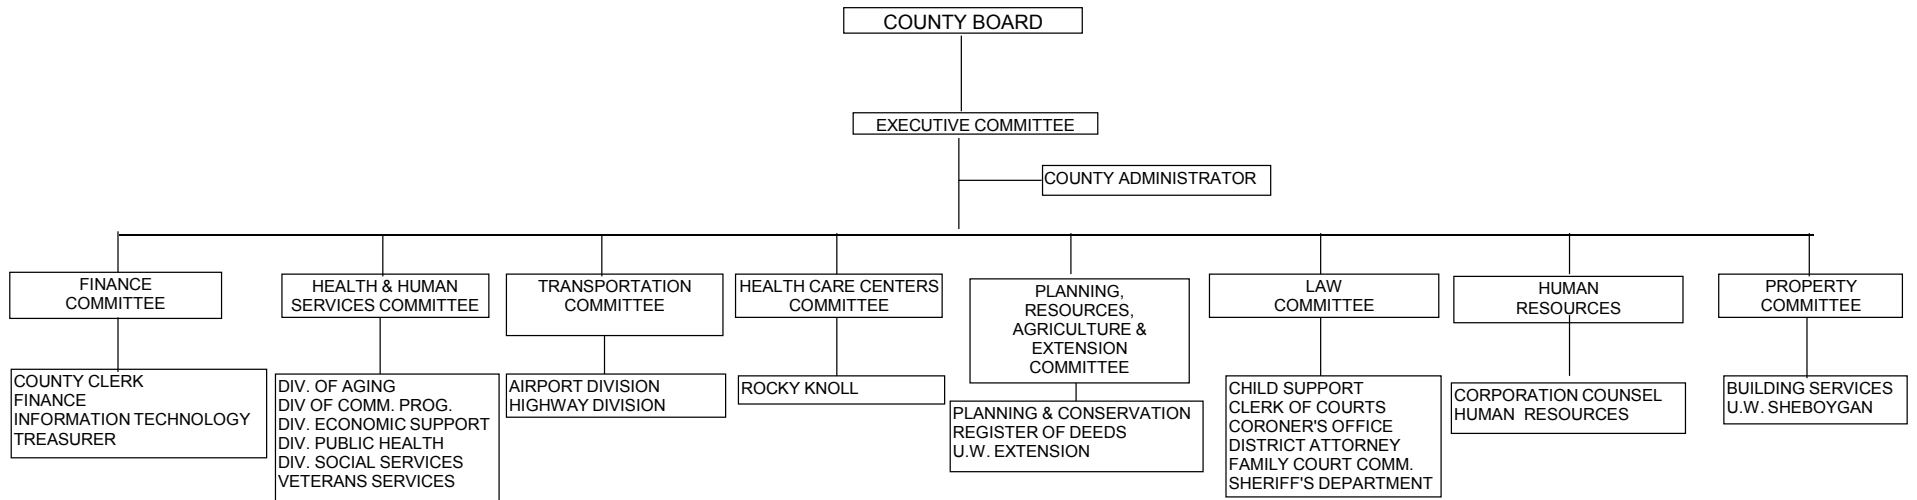 COUNTY BOARD
EXECUTIVE COMMITTEE
COUNTY ADMINISTRATOR
FINANCE
COMMITTEE
HEALTH & HUMAN
SERVICES COMMITTEE
TRANSPORTATION
COMMITTEE
HEALTH CARE CENTERS
COMMITTEE
PLANNING,
RESOURCES,
AGRICULTURE &
EXTENSION
COMMITTEE
LAW
COMMITTEE
HUMAN
RESOURCES
PROPERTY
COMMITTEE
COUNTY CLERK
FINANCE
INFORMATION TECHNOLOGY
TREASURER
DIV. OF AGING
DIV OF COMM. PROG.
DIV. ECONOMIC SUPPORT
DIV. PUBLIC HEALTH
DIV. SOCIAL SERVICES
VETERANS SERVICES
AIRPORT DIVISION
HIGHWAY DIVISION
ROCKY KNOLL
PLANNING & CONSERVATION
REGISTER OF DEEDS
U.W. EXTENSION
CHILD SUPPORT
CLERK OF COURTS
CORONER'S OFFICE
DISTRICT ATTORNEY
FAMILY COURT COMM.
SHERIFF'S DEPARTMENT
CORPORATION COUNSEL
HUMAN RESOURCES
BUILDING SERVICES
U.W. SHEBOYGAN